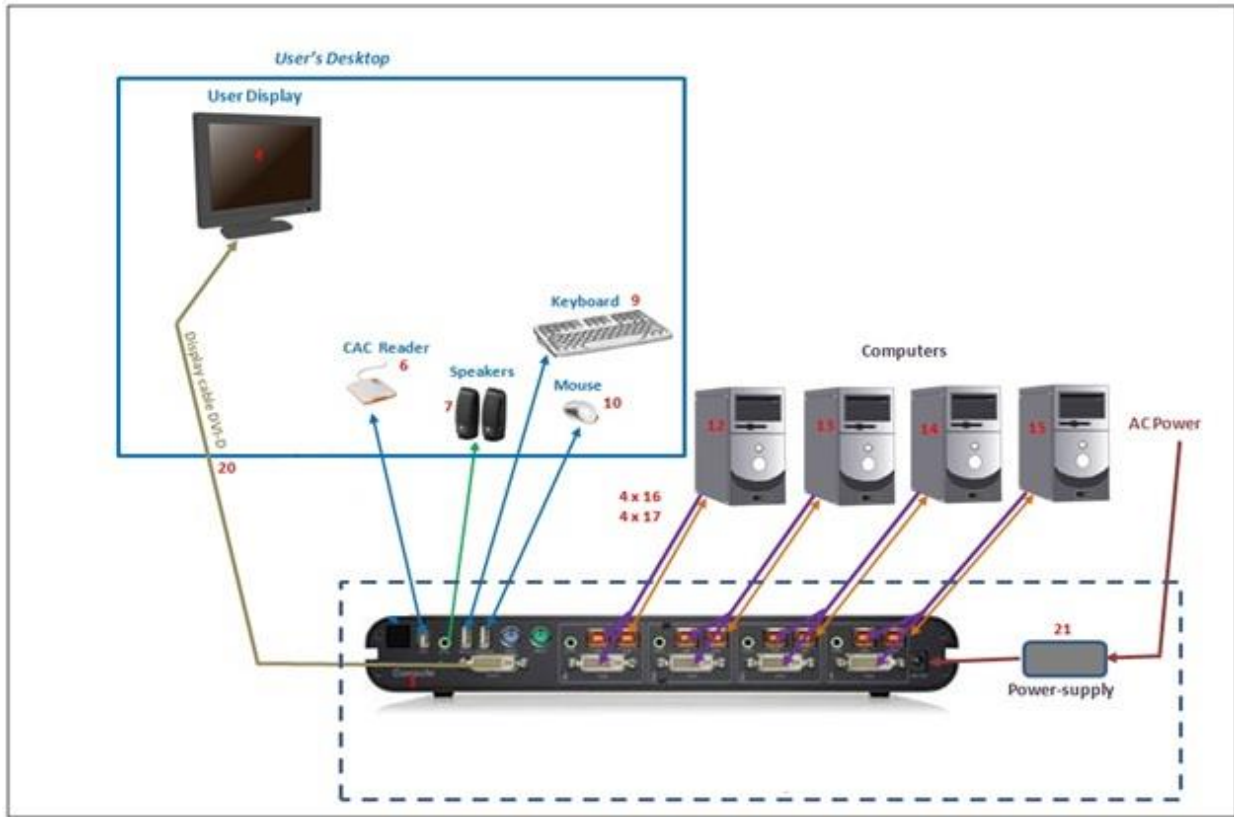 User's Desktop
User Display
4
Keyboard 9
CAC Reader
6
Speakers
7
Mouse
10
Display cable DVI-D
20
Computers
12
13
14
15
AC Power
4 x 16
4 x 17
21
Power-supply